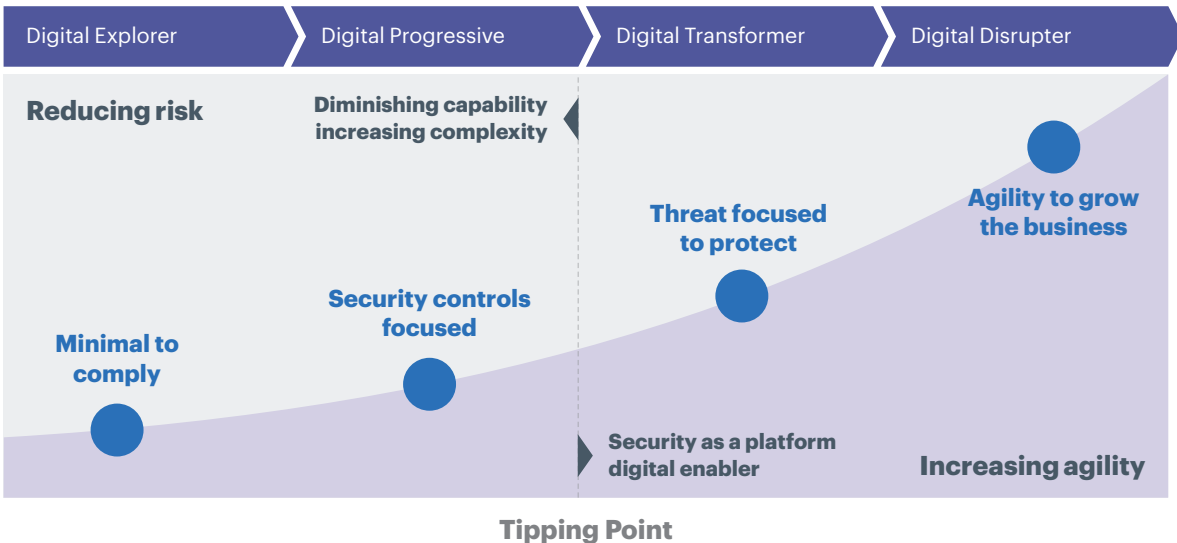 Digital Explorer
Digital Progressive
Digital Transformer
Digital Disrupter
Reducing risk
Diminishing capability
increasing complexity
Threat focused
to protect
Agility to grow
the business
Security controls
focused
Minimal to
comply
Security as a platform
digital enabler
Increasing agility
Tipping Point